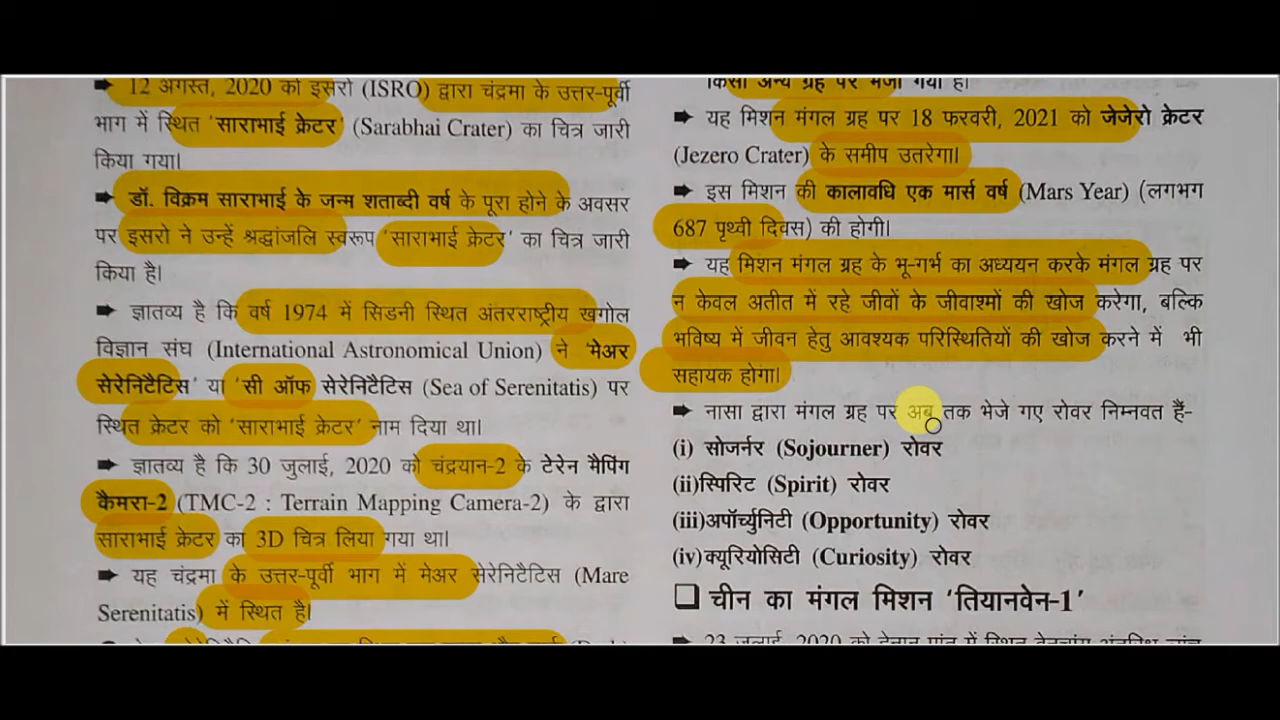 ➡ 12 अगस्त, 2020 को इसरो (ISRO) द्वारा चंद्रमा के उत्तर-पूर्वी
भाग में स्थित 'साराभाई क्रेटर' (Sarabhai Crater) का चित्र जारी
किया गया।
➡ डॉ. विक्रम साराभाई के जन्म शताब्दी वर्ष के पूरा होने के अवसर
पर इसरो ने उन्हें श्रद्धांजलि स्वरूप 'साराभाई क्रेटर' का चित्र जारी
किया है।
➡ ज्ञातव्य है कि वर्ष 1974 में सिडनी स्थित अंतरराष्ट्रीय खगोल
विज्ञान संघ (International Astronomical Union) ने 'मेअर
सेरेनिटैटिस' या 'सी ऑफ सेरेनिटैटिस (Sea of Serenitatis) पर
स्थित क्रेटर को 'साराभाई क्रेटर' नाम दिया था।
➡ ज्ञातव्य है कि 30 जुलाई, 2020 को चंद्रयान-2 के टेरेन मैपिंग
कैमरा-2 (TMC-2 : Terrain Mapping Camera-2) के द्वारा
साराभाई क्रेटर का 3D चित्र लिया गया था।
➡ यह चंद्रमा के उत्तर-पूर्वी भाग में मेअर सेरेनिटैटिस (Mare
Serenitatis) में स्थित है।
किसी अन्य ग्रह पर भेजा गया है।
➡ यह मिशन मंगल ग्रह पर 18 फरवरी, 2021 को जेजेरो क्रेटर
(Jezero Crater) के समीप उतरेगा।
➡ इस मिशन की कालावधि एक मार्स वर्ष (Mars Year) (लगभग
687 पृथ्वी दिवस) की होगी।
➡ यह मिशन मंगल ग्रह के भू-गर्भ का अध्ययन करके मंगल ग्रह पर
न केवल अतीत में रहे जीवों के जीवाश्मों की खोज करेगा, बल्कि
भविष्य में जीवन हेतु आवश्यक परिस्थितियों की खोज करने में भी
सहायक होगा।
➡ नासा द्वारा मंगल ग्रह पर अब तक भेजे गए रोवर निम्नवत हैं-
(i) सोजर्नर (Sojourner) रोवर
(ii)स्पिरिट (Spirit) रोवर
(iii)अपॉर्च्युनिटी (Opportunity) रोवर
(iv)क्यूरियोसिटी (Curiosity) रोवर
❑ चीन का मंगल मिशन 'तियानवेन-1'
➡ 23 जुलाई, 2020 को